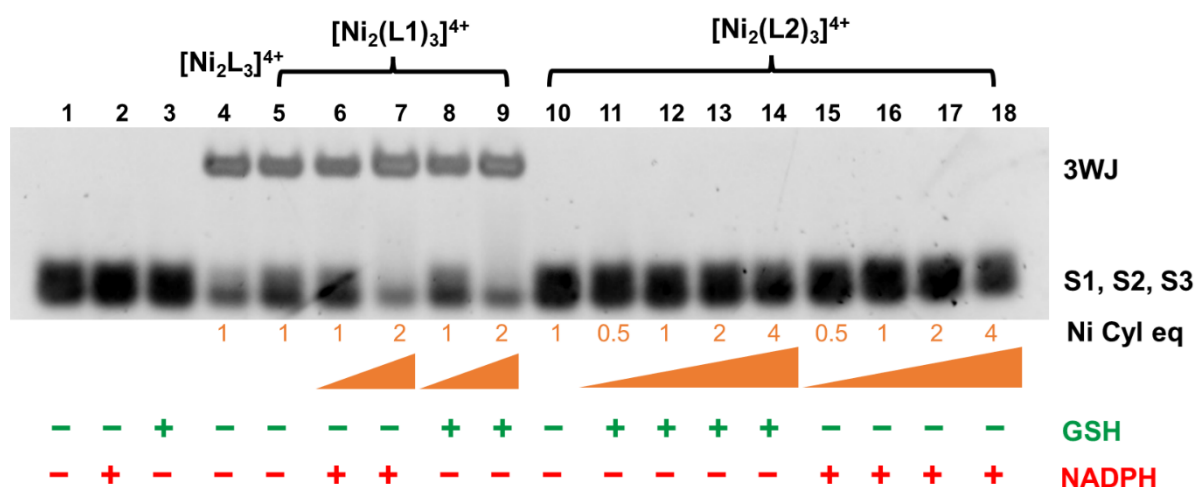 [Ni₂L₃]⁴⁺ [Ni₂(L1)₃]⁴⁺ [Ni₂(L2)₃]⁴⁺
1 2 3 4 5 6 7 8 9 10 11 12 13 14 15 16 17 18
3WJ
S1, S2, S3
1 1 1 2 1 2 1 0.5 1 2 4 0.5 1 2 4 Ni Cyl eq
− − + − − − − + + − + + + + − − − − GSH
− + − − − + + − − − − − − − + + + + NADPH